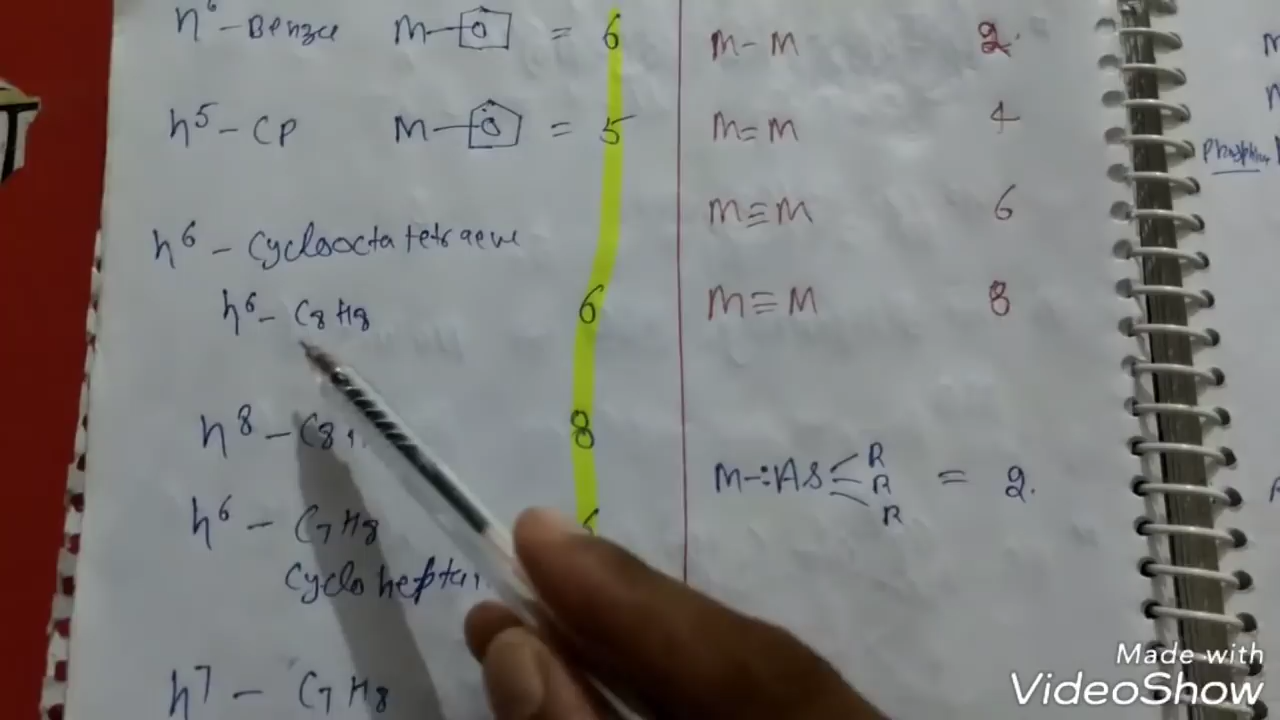 η⁶ - Benze M- = 6
η⁵ - CP M- = 5
η⁶ - Cyclooctatetraene
η⁶ - C₈H₈ 6
η⁸ - C₈ 8
η⁶ - C₇H₈
Cyclohepta
η⁷ - C₇H₈
M-M 2
M=M 4
M≡M 6
M≣M 8
M-:AS R = 2.
R
R
Made with
VideoShow